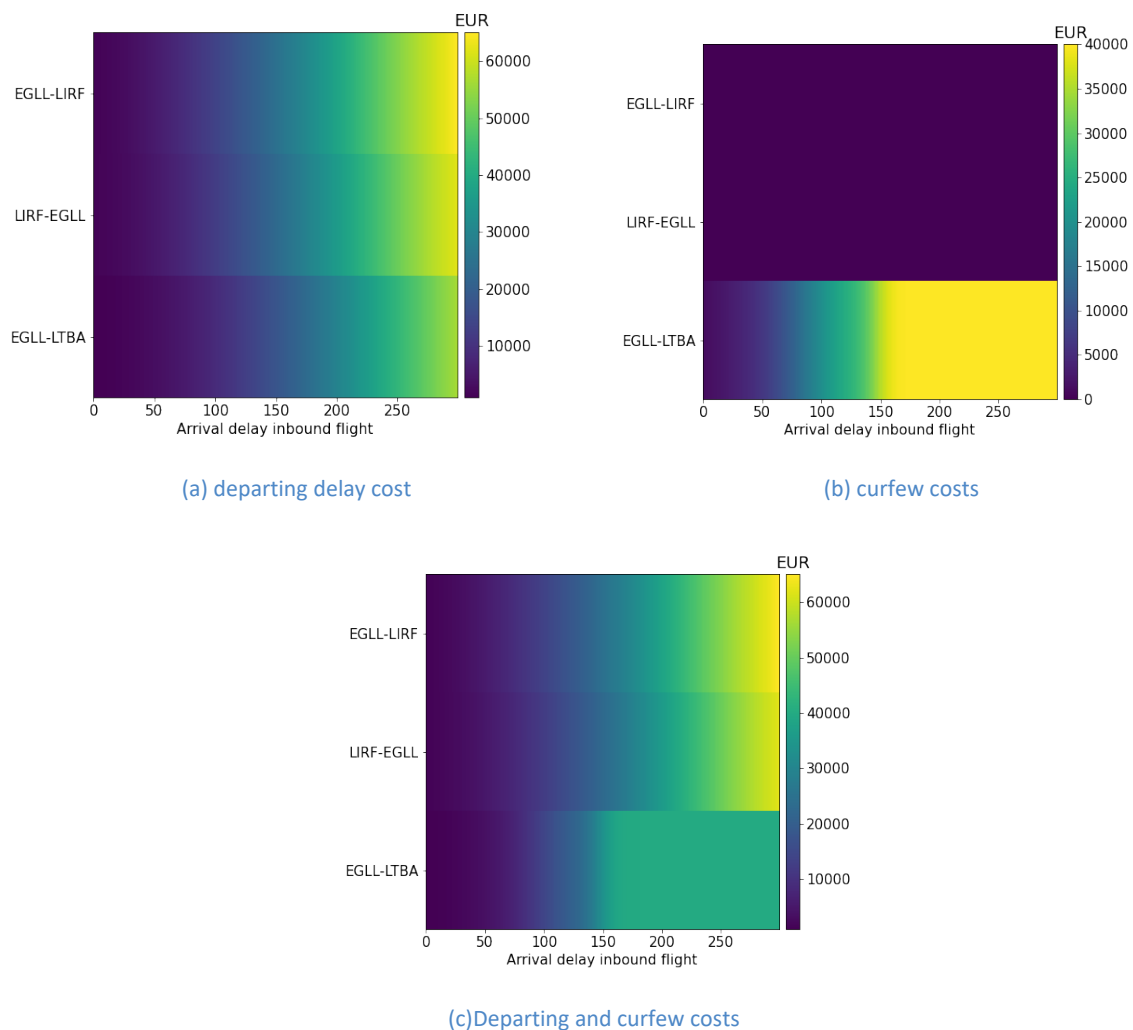 EUR
EGLL-LIRF
LIRF-EGLL
EGLL-LTBA
60000
50000
40000
30000
20000
10000
0 50 100 150 200 250
Arrival delay inbound flight
(a) departing delay cost
EUR
EGLL-LIRF
LIRF-EGLL
EGLL-LTBA
40000
35000
30000
25000
20000
15000
10000
5000
0
0 50 100 150 200 250
Arrival delay inbound flight
(b) curfew costs
EUR
EGLL-LIRF
LIRF-EGLL
EGLL-LTBA
60000
50000
40000
30000
20000
10000
0 50 100 150 200 250
Arrival delay inbound flight
(c)Departing and curfew costs